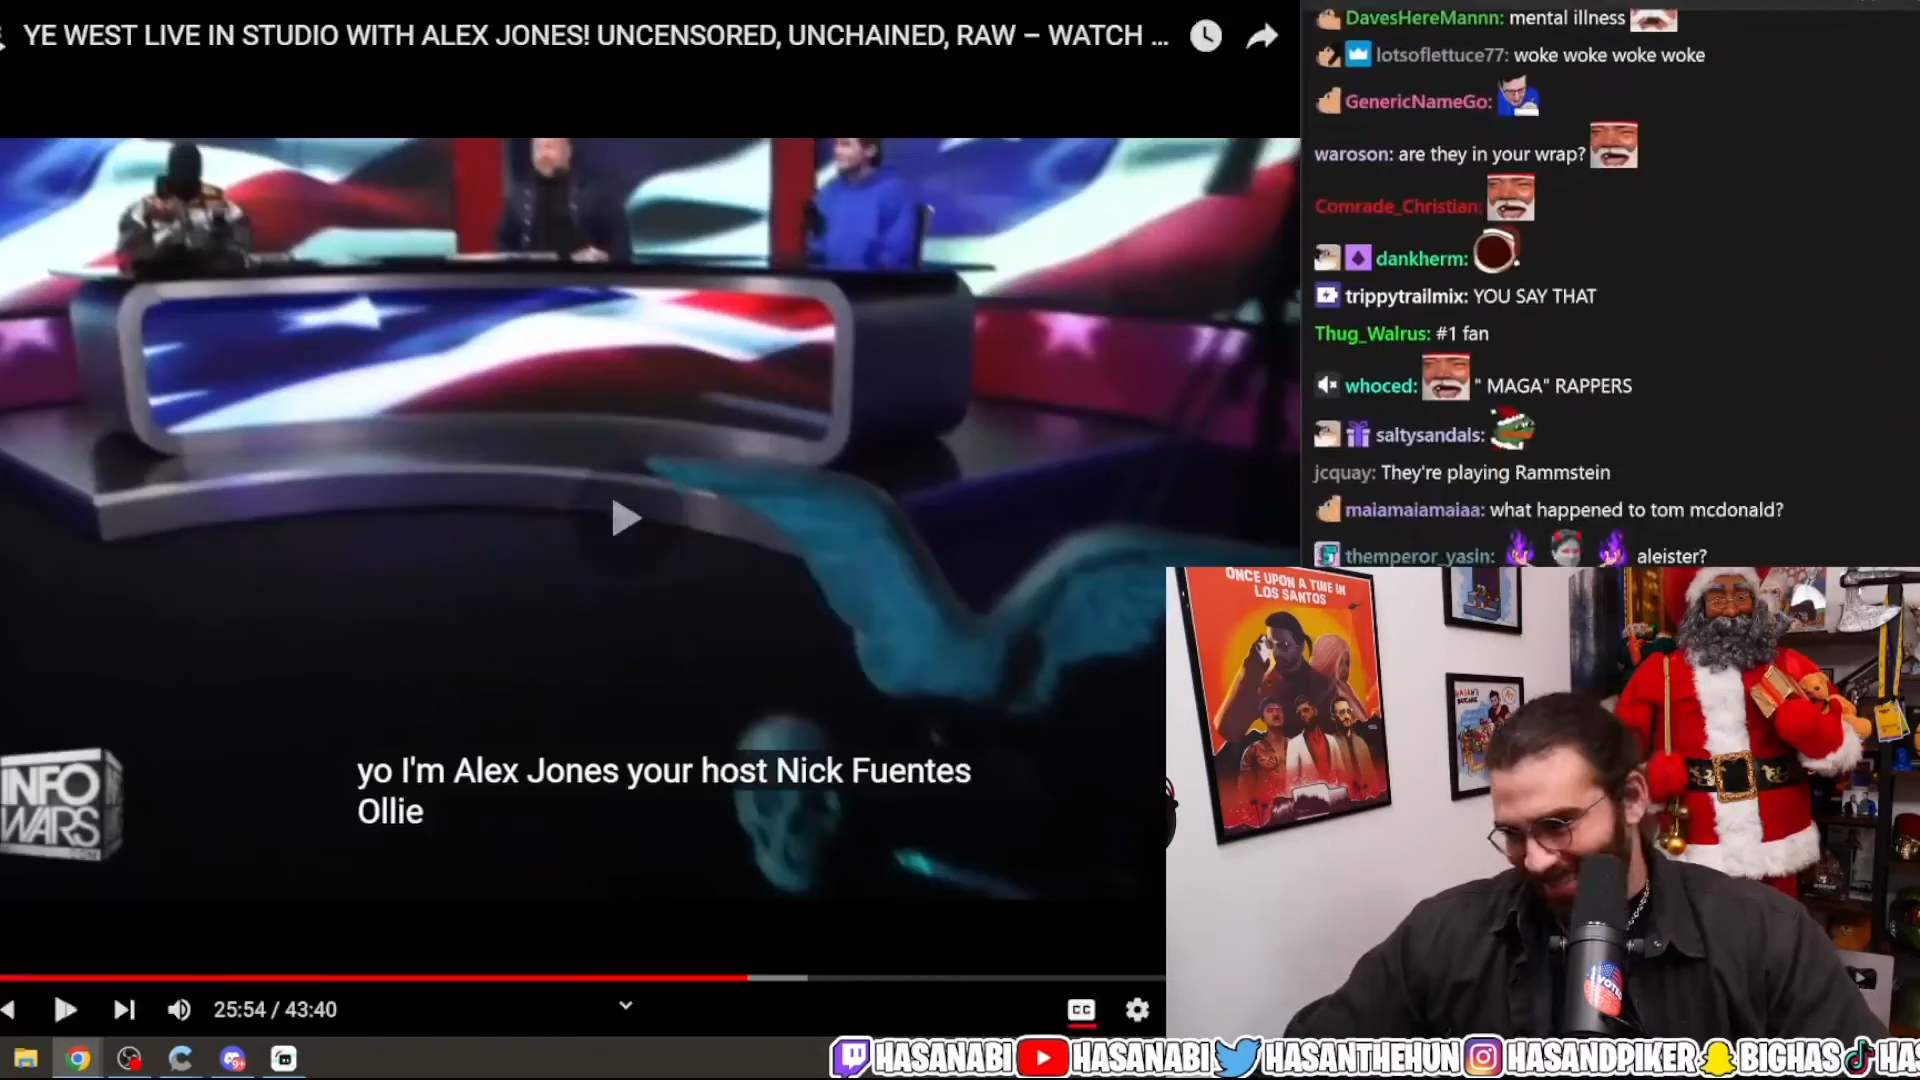 YE WEST LIVE IN STUDIO WITH ALEX JONES! UNCENSORED, UNCHAINED, RAW – WATCH ...
DavesHereMannn: mental illness
lotsoflettuce77: woke woke woke woke
GenericNameGo:
waroson: are they in your wrap?
Comrade_Christian:
dankherm:
trippytrailmix: YOU SAY THAT
Thug_Walrus: #1 fan
whoced: " MAGA" RAPPERS
saltysandals:
jcquay: They're playing Rammstein
maiamaiamaiaa: what happened to tom mcdonald?
themperor_yasin: aleister?
ONCE UPON A TIME IN
LOS SANTOS
yo I'm Alex Jones your host Nick Fuentes
Ollie
INFO
WARS
.COM
VOTED
25:54 / 43:40
CC
HASANABI HASANABI HASANTHEHUN HASANDPIKER BIGHAS HAS